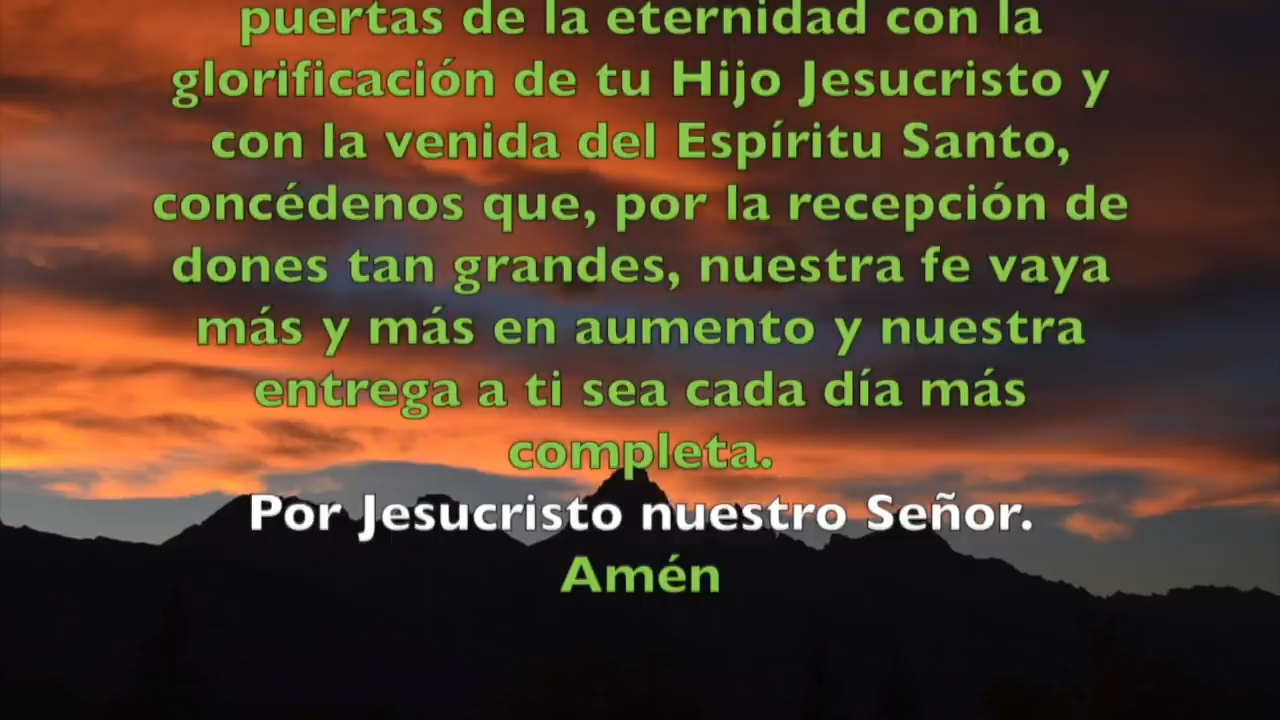 puertas de la eternidad con la
glorificación de tu Hijo Jesucristo y
con la venida del Espíritu Santo,
concédenos que, por la recepción de
dones tan grandes, nuestra fe vaya
más y más en aumento y nuestra
entrega a ti sea cada día más
completa.
Por Jesucristo nuestro Señor.
Amén